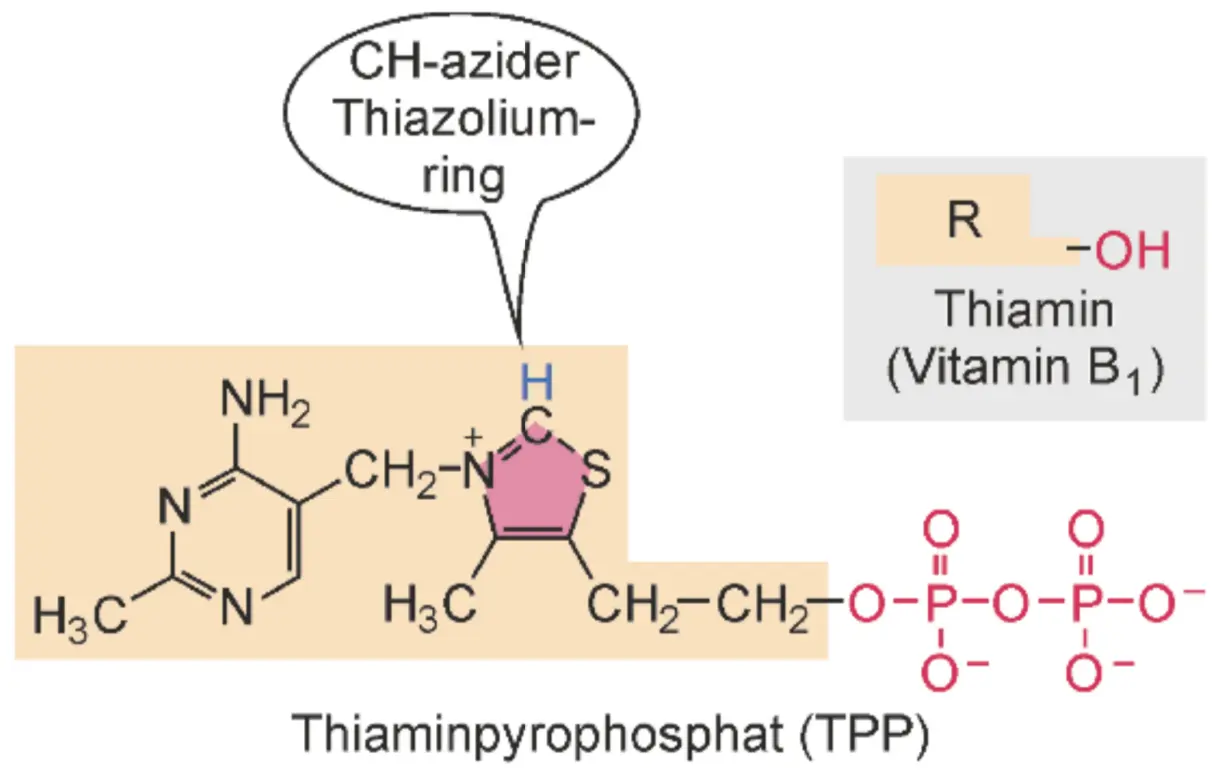 CH-azider
Thiazolium-
ring
R
–OH
Thiamin
(Vitamin B₁)
H
NH₂
+
C
CH₂–N
S
N
O
O
H₃C
N
H₃C
CH₂–CH₂–O–P–O–P–O⁻
O⁻
O⁻
Thiaminpyrophosphat (TPP)